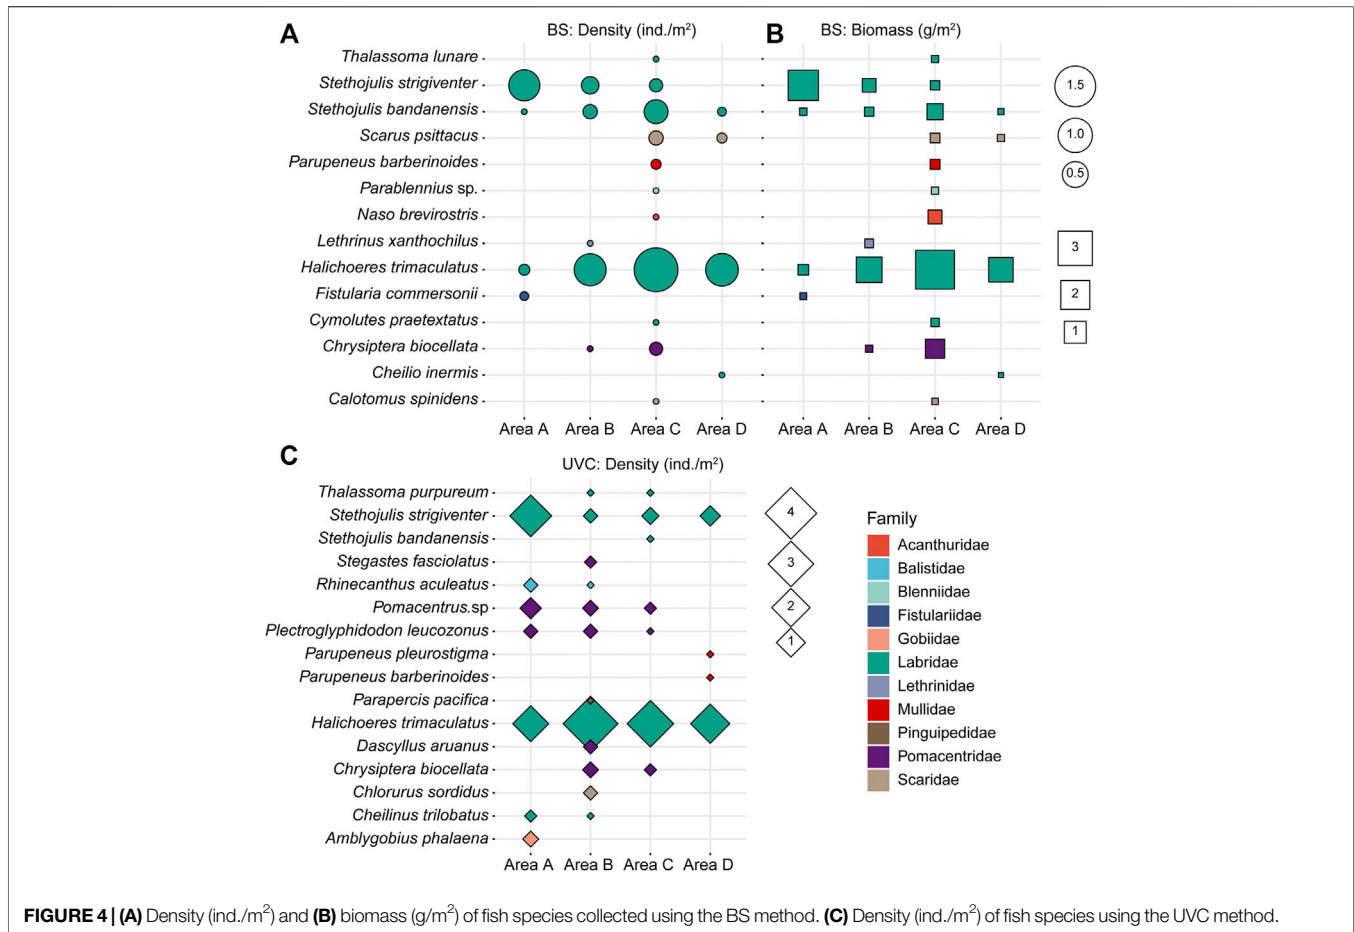 A BS: Density (ind./m²)
Thalassoma lunare
Stethojulis strigiventer
Stethojulis bandanensis
Scarus psittacus
Parupeneus barberinoides
Parablennius sp.
Naso brevirostris
Lethrinus xanthochilus
Halichoeres trimaculatus
Fistularia commersonii
Cymolutes praetextatus
Chrysiptera biocellata
Cheilio inermis
Calotomus spinidens
Area A Area B Area C Area D
B BS: Biomass (g/m²)
Area A Area B Area C Area D
1.5
1.0
0.5
3
2
1
C UVC: Density (ind./m²)
Thalassoma purpureum
Stethojulis strigiventer
Stethojulis bandanensis
Stegastes fasciolatus
Rhinecanthus aculeatus
Pomacentrus.sp
Plectroglyphidodon leucozonus
Parupeneus pleurostigma
Parupeneus barberinoides
Parapercis pacifica
Halichoeres trimaculatus
Dascyllus aruanus
Chrysiptera biocellata
Chlorurus sordidus
Cheilinus trilobatus
Amblygobius phalaena
Area A Area B Area C Area D
4
3
2
1
Family
Acanthuridae
Balistidae
Blenniidae
Fistulariidae
Gobiidae
Labridae
Lethrinidae
Mullidae
Pinguipedidae
Pomacentridae
Scaridae
FIGURE 4 | (A) Density (ind./m²) and (B) biomass (g/m²) of fish species collected using the BS method. (C) Density (ind./m²) of fish species using the UVC method.